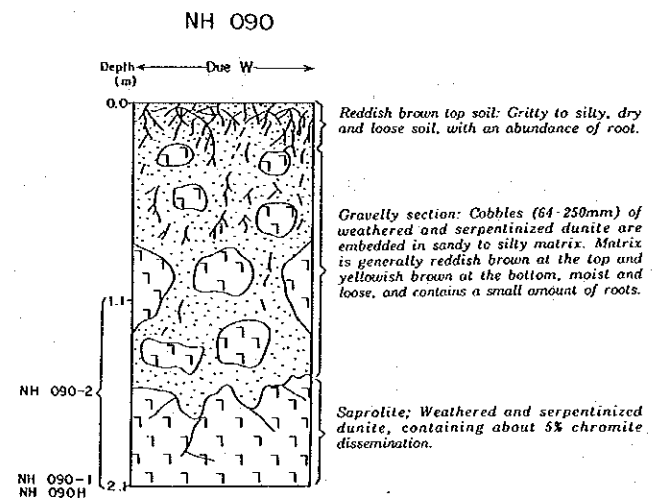 NH 090
Depth
(m)
Due W
0.0
Reddish brown top soil: Gritty to silty, dry
and loose soil, with an abundance of root.
Gravelly section: Cobbles (64-250mm) of
weathered and serpentinized dunite are
embedded in sandy to silty matrix. Matrix
is generally reddish brown at the top and
yellowish brown at the bottom, moist and
loose, and contains a small amount of roots.
1.1
NH 090-2
Saprolite; Weathered and serpentinized
dunite, containing about 5% chromite
dissemination.
NH 090-1
NH 090H
2.1